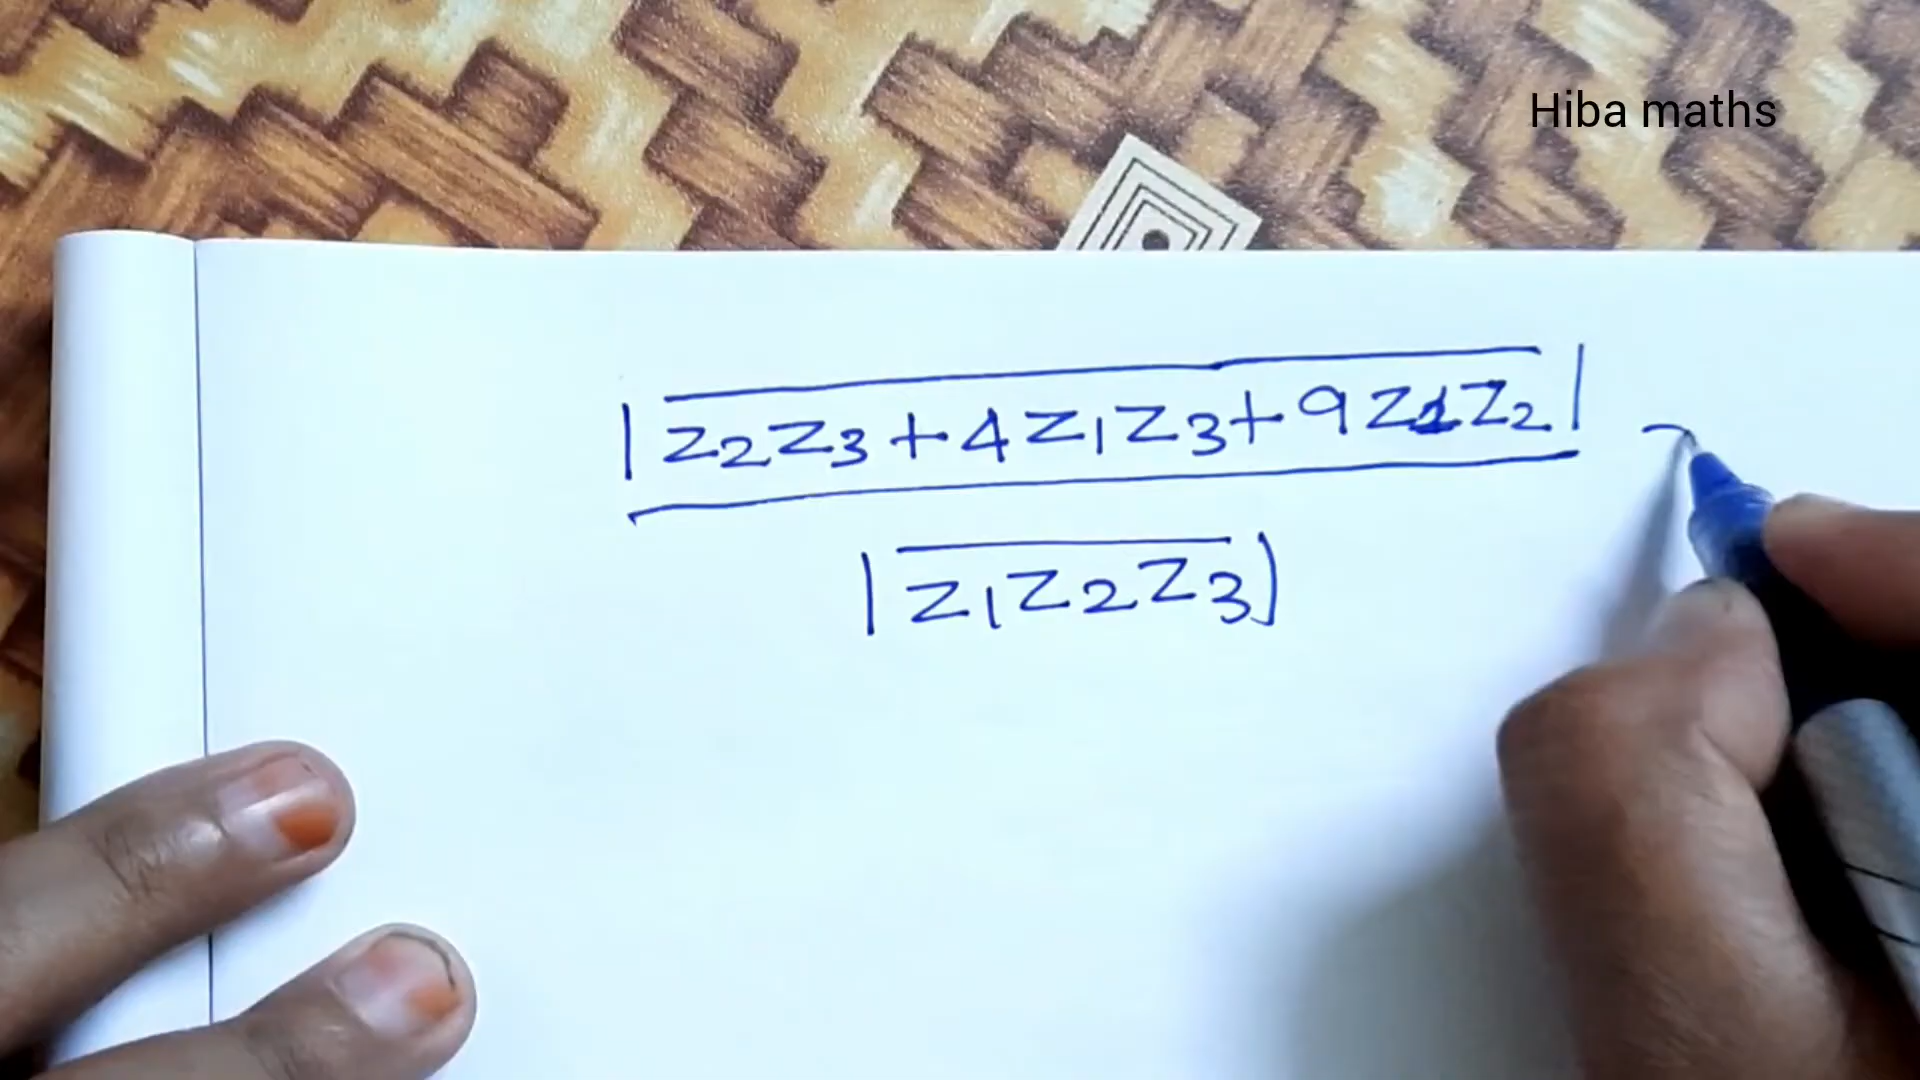 Hiba maths
|z₂z₃ + 4z₁z₃ + 9z₁z₂|
|z₁z₂z₃|